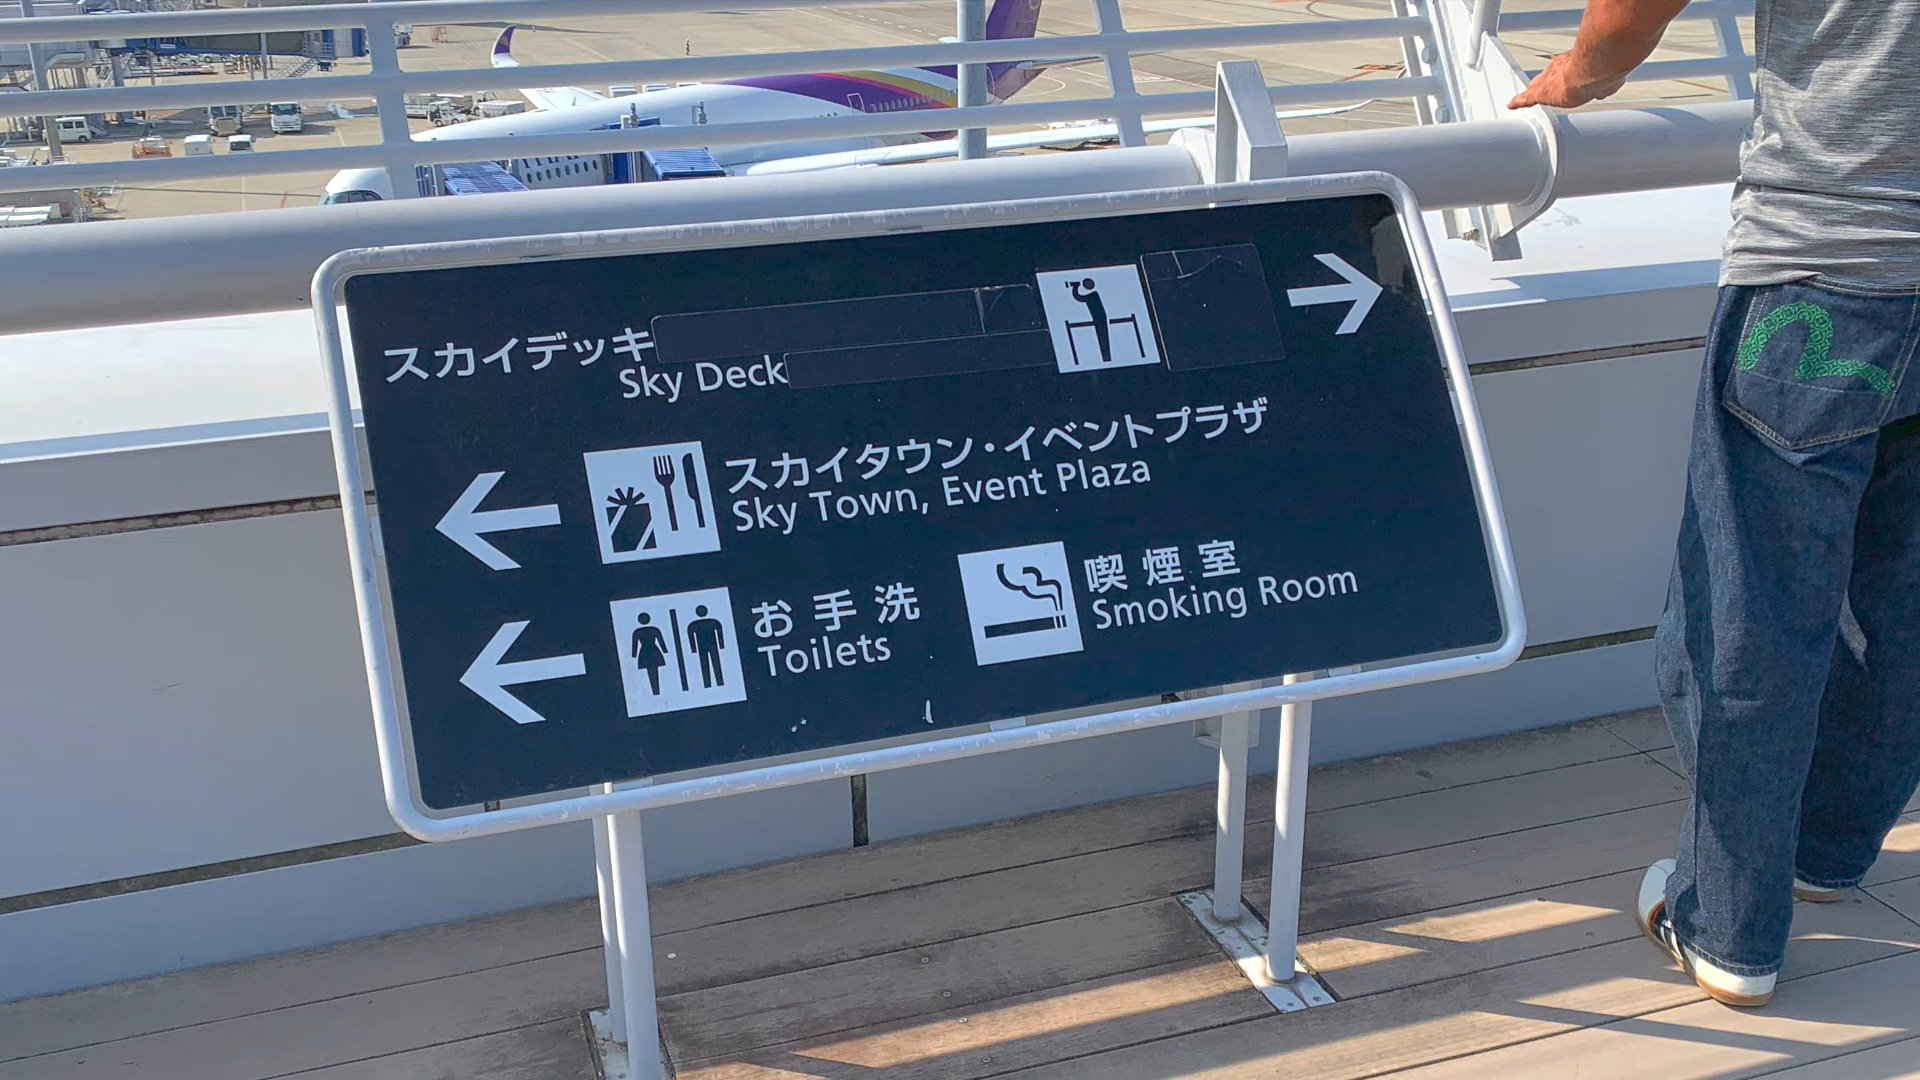 スカイデッキ
Sky Deck
スカイタウン・イベントプラザ
Sky Town, Event Plaza
お手洗
Toilets
喫煙室
Smoking Room